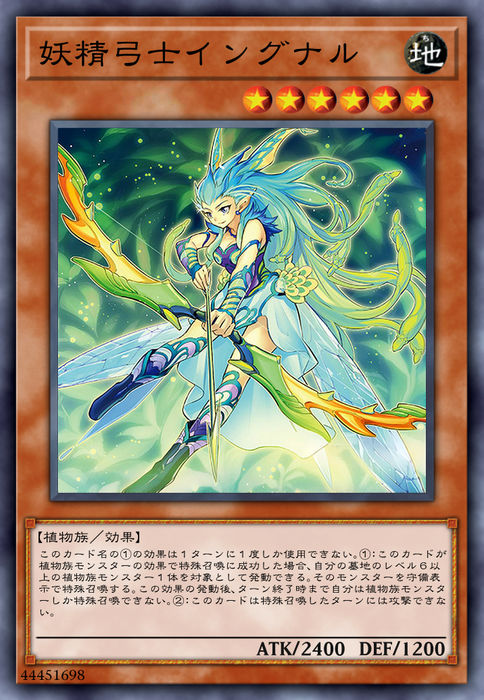 妖精弓士イングナル
ち
地
【植物族／効果】
このカード名の①の効果は１ターンに１度しか使用できない。①：このカードが
植物族モンスターの効果で特殊召喚に成功した場合、自分の墓地のレベル６以
上の植物族モンスター１体を対象として発動できる。そのモンスターを守備表
示で特殊召喚する。この効果の発動後、ターン終了時まで自分は植物族モンスタ
ーしか特殊召喚できない。②：このカードは特殊召喚したターンには攻撃できな
い。
ATK/2400 DEF/1200
44451698